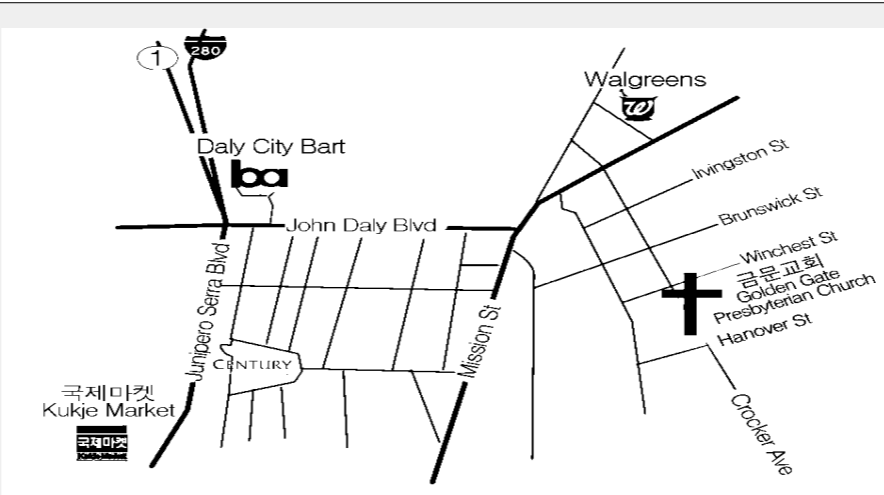 1
280
Walgreens
W
Daly City Bart
ba
Irvingston St
John Daly Blvd
Brunswick St
Winchest St
금문교회
Golden Gate
Presbyterian Church
Hanover St
Junipero Serra Blvd
Mission St
CENTURY
국제마켓
Kukje Market
국제마켓
Crocker Ave